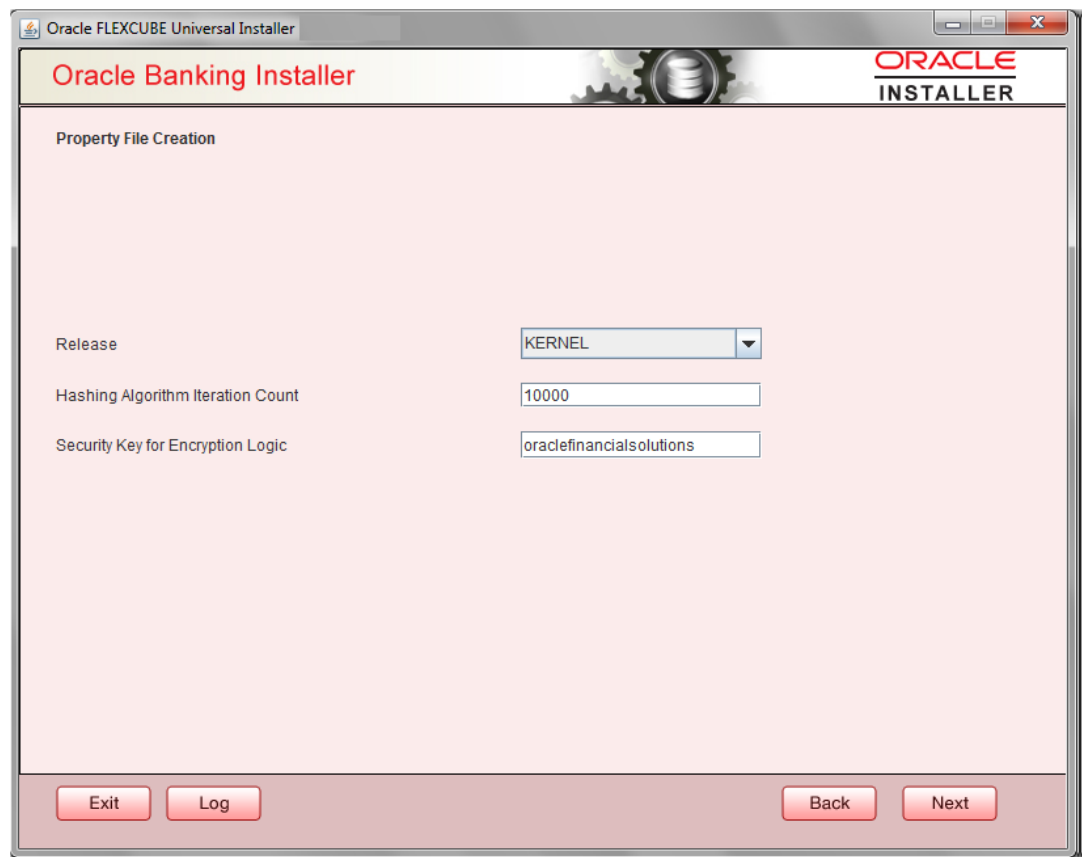 Oracle FLEXCUBE Universal Installer
Oracle Banking Installer
ORACLE
INSTALLER
Property File Creation
Release
KERNEL
Hashing Algorithm Iteration Count
10000
Security Key for Encryption Logic
oraclefinancialsolutions
Exit
Log
Back
Next